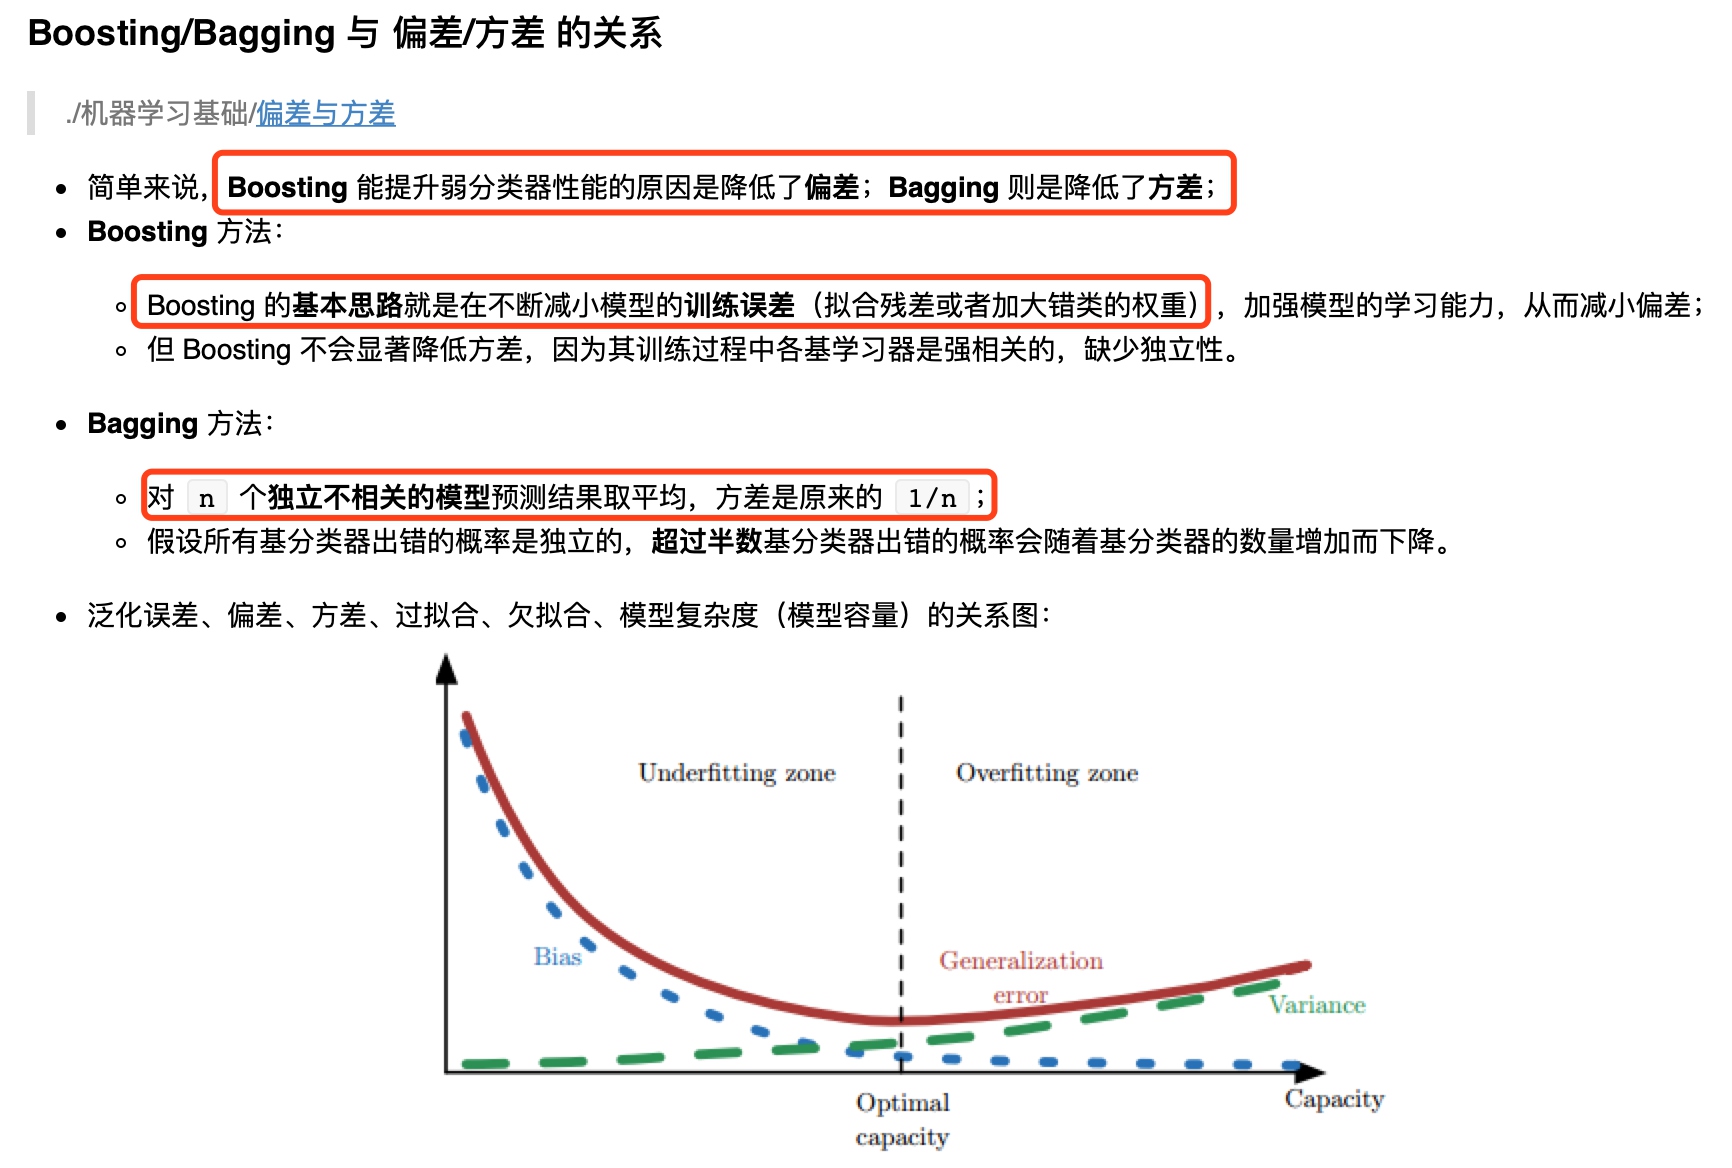 Boosting/Bagging 与 偏差/方差 的关系
./机器学习基础/偏差与方差
简单来说，Boosting 能提升弱分类器性能的原因是降低了偏差；Bagging 则是降低了方差；
Boosting 方法：
Boosting 的基本思路就是在不断减小模型的训练误差（拟合残差或者加大错类的权重），加强模型的学习能力，从而减小偏差；
但 Boosting 不会显著降低方差，因为其训练过程中各基学习器是强相关的，缺少独立性。
Bagging 方法：
对 n 个独立不相关的模型预测结果取平均，方差是原来的 1/n；
假设所有基分类器出错的概率是独立的，超过半数基分类器出错的概率会随着基分类器的数量增加而下降。
泛化误差、偏差、方差、过拟合、欠拟合、模型复杂度（模型容量）的关系图：
Underfitting zone
Overfitting zone
Bias
Generalization
error
Variance
Optimal
capacity
Capacity